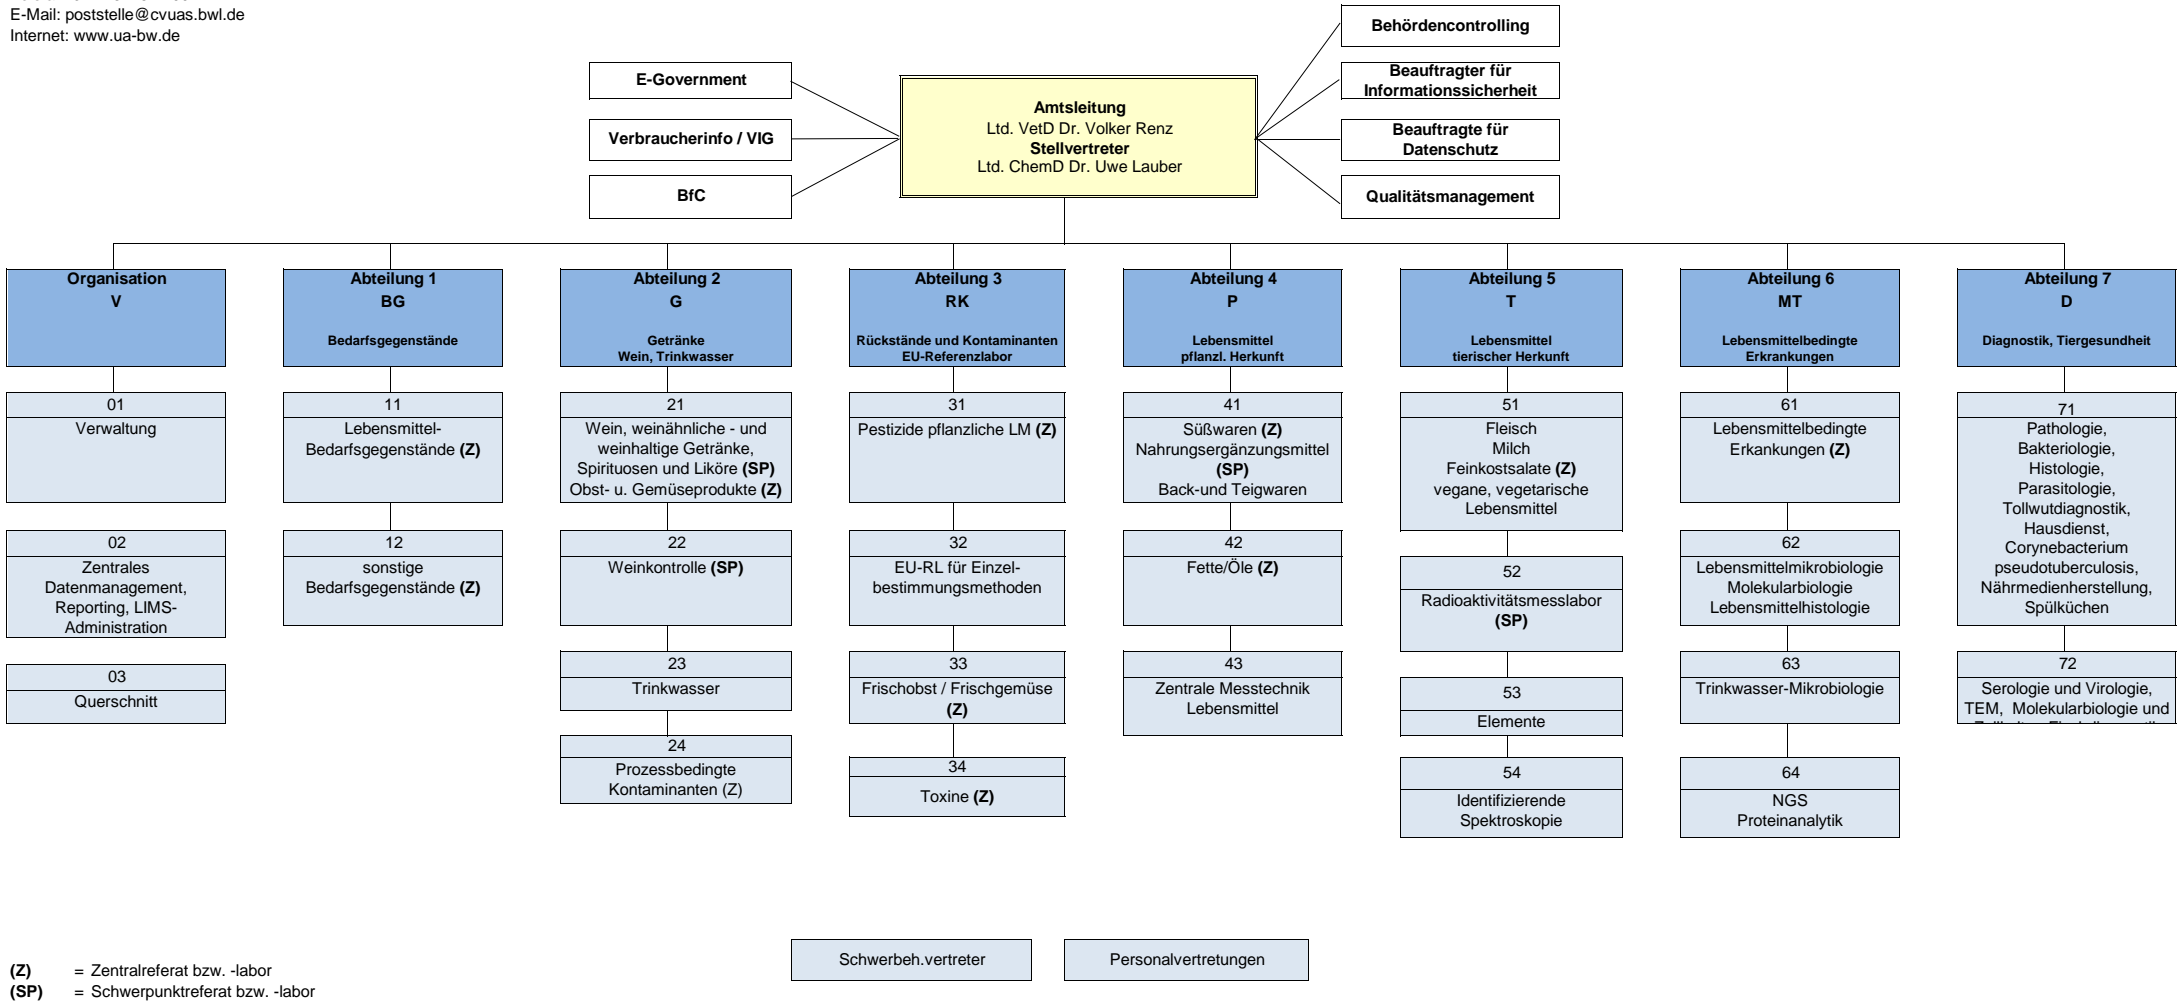 E-Mail: poststelle@cvuas.bwl.de
Internet: www.ua-bw.de
E-Government
Verbraucherinfo / VIG
BfC
Amtsleitung
Ltd. VetD Dr. Volker Renz
Stellvertreter
Ltd. ChemD Dr. Uwe Lauber
Behördencontrolling
Beauftragter für
Informationssicherheit
Beauftragte für
Datenschutz
Qualitätsmanagement
Organisation
V
01
Verwaltung
02
Zentrales
Datenmanagement,
Reporting, LIMS-
Administration
03
Querschnitt
Abteilung 1
BG
Bedarfsgegenstände
11
Lebensmittel-
Bedarfsgegenstände (Z)
12
sonstige
Bedarfsgegenstände (Z)
Abteilung 2
G
Getränke
Wein, Trinkwasser
21
Wein, weinähnliche - und
weinhaltige Getränke,
Spirituosen und Liköre (SP)
Obst- u. Gemüseprodukte (Z)
22
Weinkontrolle (SP)
23
Trinkwasser
24
Prozessbedingte
Kontaminanten (Z)
Abteilung 3
RK
Rückstände und Kontaminanten
EU-Referenzlabor
31
Pestizide pflanzliche LM (Z)
32
EU-RL für Einzel-
bestimmungsmethoden
33
Frischobst / Frischgemüse
(Z)
34
Toxine (Z)
Abteilung 4
P
Lebensmittel
pflanzl. Herkunft
41
Süßwaren (Z)
Nahrungsergänzungsmittel
(SP)
Back-und Teigwaren
42
Fette/Öle (Z)
43
Zentrale Messtechnik
Lebensmittel
Abteilung 5
T
Lebensmittel
tierischer Herkunft
51
Fleisch
Milch
Feinkostsalate (Z)
vegane, vegetarische
Lebensmittel
52
Radioaktivitätsmesslabor
(SP)
53
Elemente
54
Identifizierende
Spektroskopie
Abteilung 6
MT
Lebensmittelbedingte
Erkrankungen
61
Lebensmittelbedingte
Erkankungen (Z)
62
Lebensmittelmikrobiologie
Molekularbiologie
Lebensmittelhistologie
63
Trinkwasser-Mikrobiologie
64
NGS
Proteinanalytik
Abteilung 7
D
Diagnostik, Tiergesundheit
71
Pathologie,
Bakteriologie,
Histologie,
Parasitologie,
Tollwutdiagnostik,
Hausdienst,
Corynebacterium
pseudotuberculosis,
Nährmedienherstellung,
Spülküchen
72
Serologie und Virologie,
TEM, Molekularbiologie und
Schwerbeh.vertreter
Personalvertretungen
(Z) = Zentralreferat bzw. -labor
(SP) = Schwerpunktreferat bzw. -labor